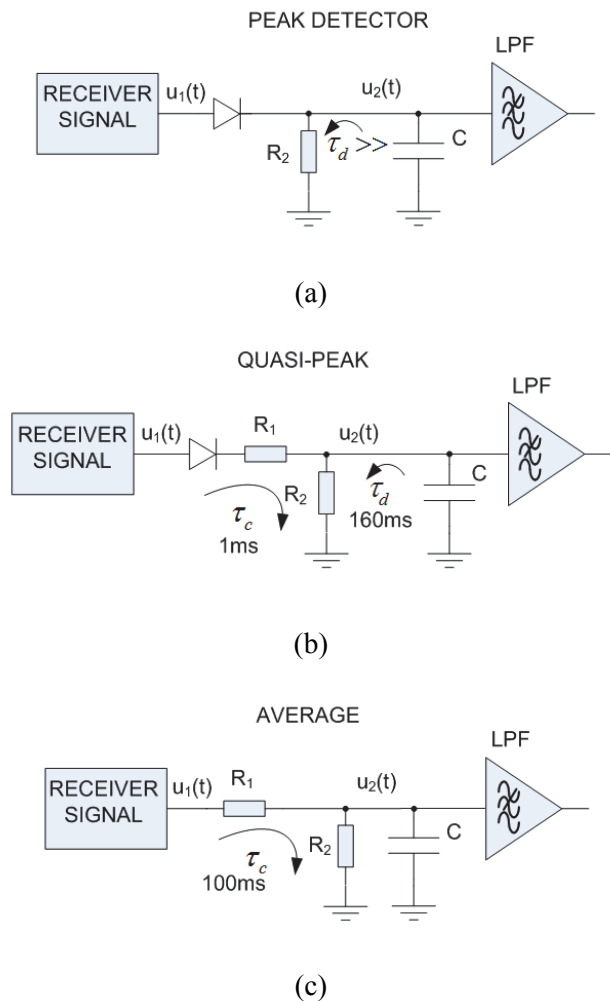 PEAK DETECTOR
LPF
RECEIVER
SIGNAL
u₁(t)
u₂(t)
R₂
τd >>
C
(a)
QUASI-PEAK
LPF
RECEIVER
SIGNAL
u₁(t)
R₁
u₂(t)
R₂
τc
1ms
τd
160ms
C
(b)
AVERAGE
LPF
RECEIVER
SIGNAL
u₁(t)
R₁
u₂(t)
R₂
τc
100ms
C
(c)